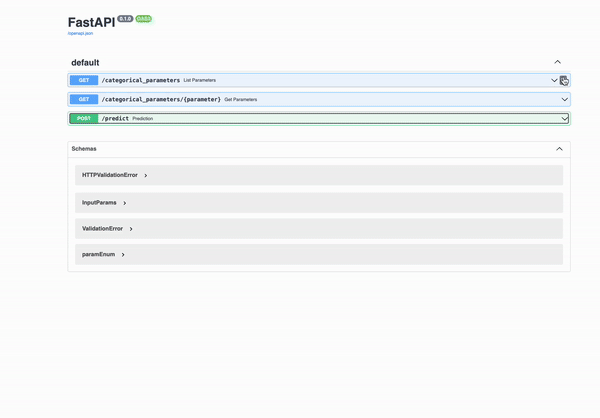 FastAPI 0.1.0 OAS3
/openapi.json
default
GET /categorical_parameters List Parameters
GET /categorical_parameters/{parameter} Get Parameters
POST /predict Prediction
Schemas
HTTPValidationError
InputParams
ValidationError
paramEnum